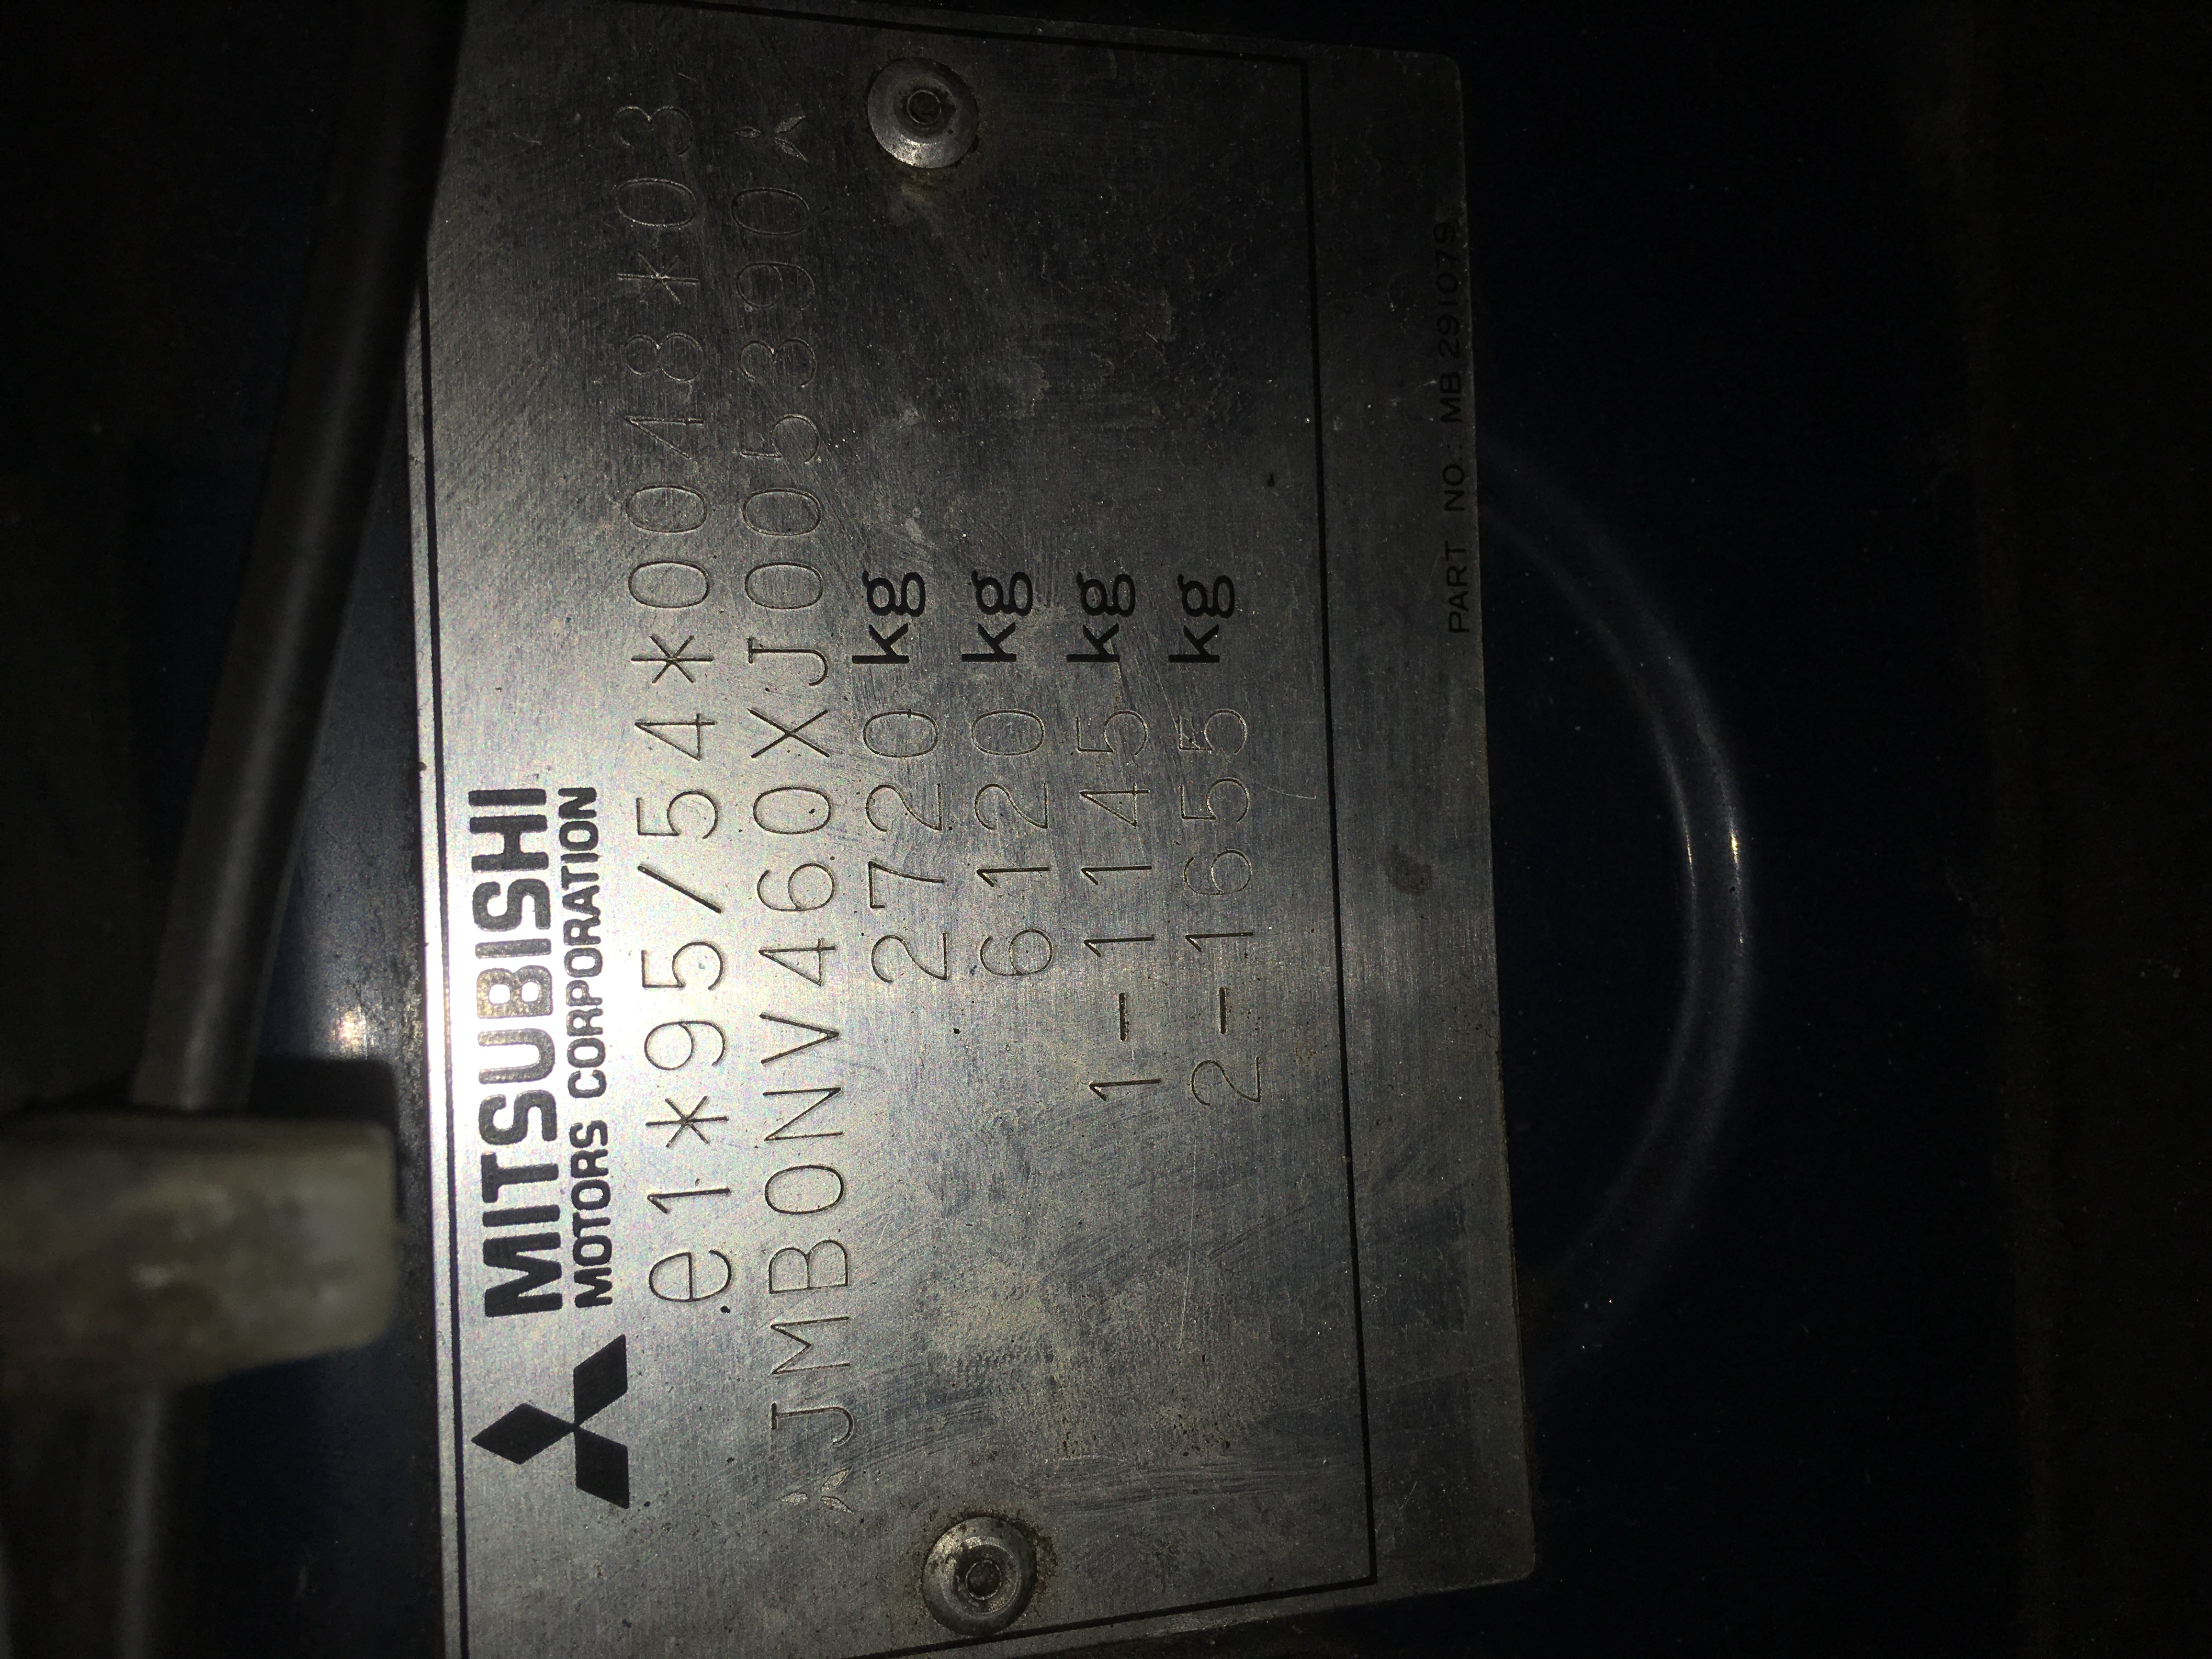 MITSUBISHI
MOTORS CORPORATION
e1*95/54*0048*03
JMB0NV460XJ005390
2720 kg
6120 kg
1-1145 kg
2-1655 kg
PART NO.: MB 291079